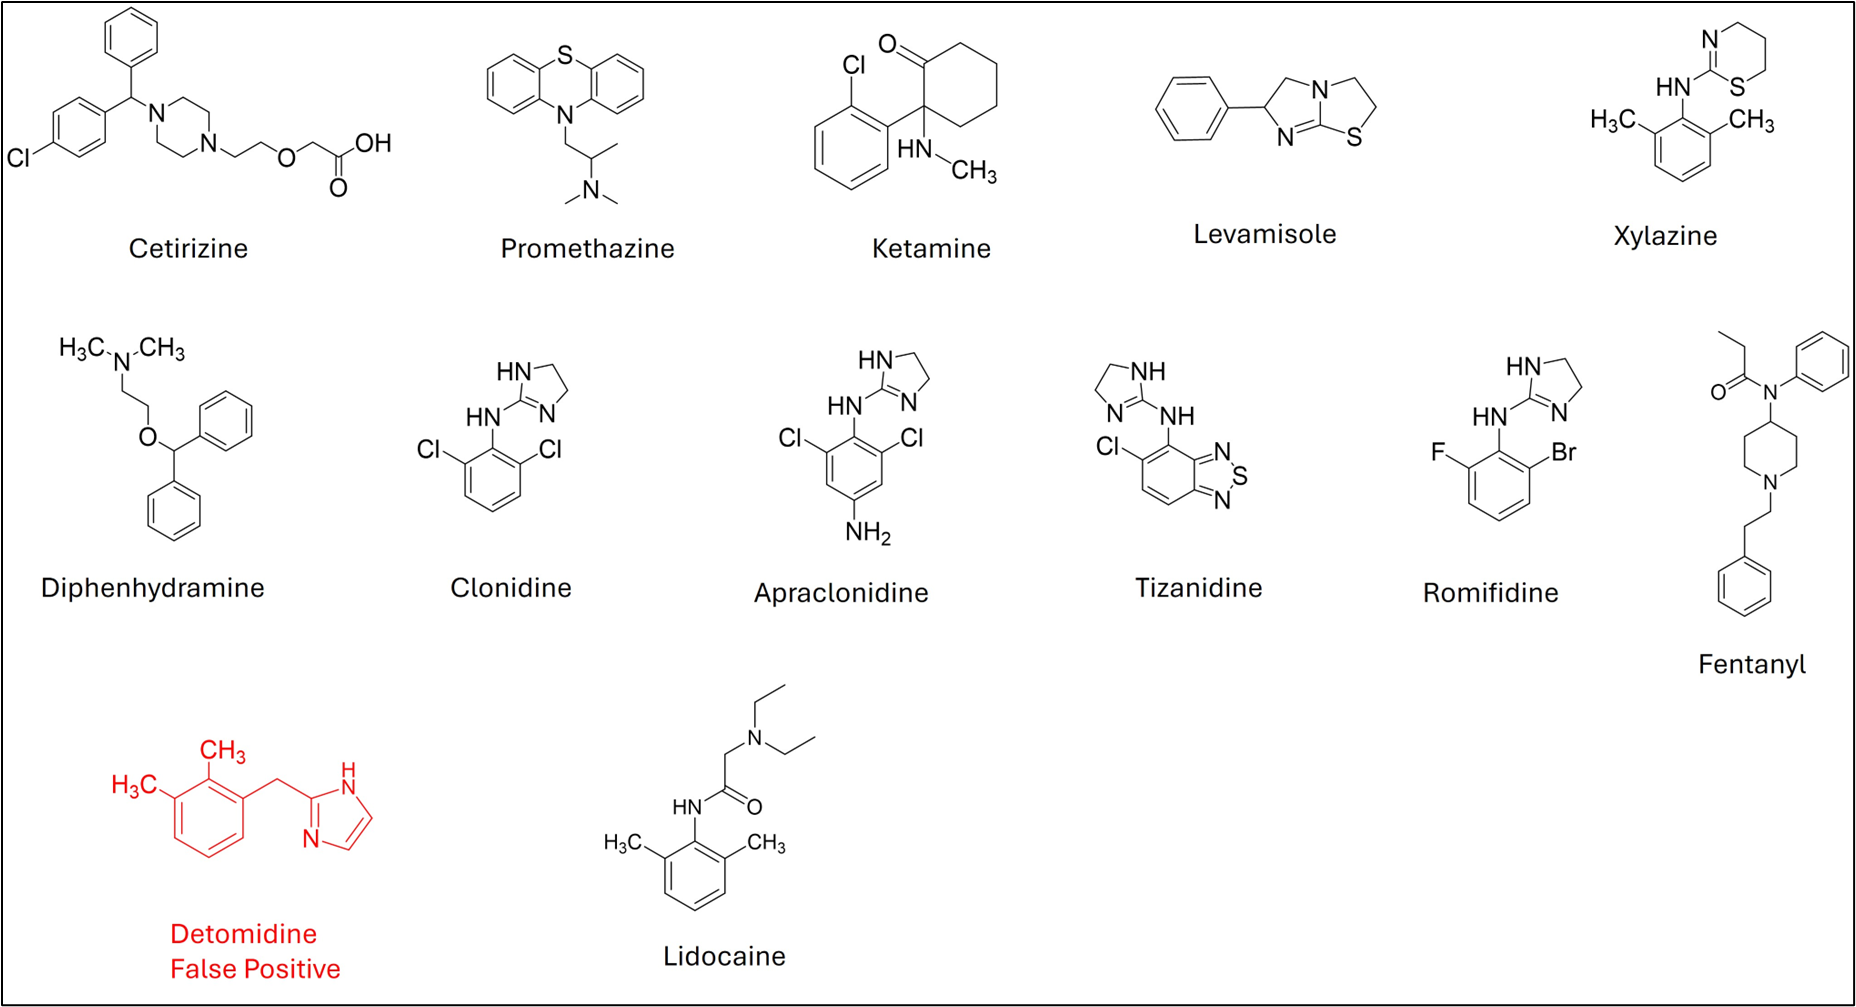 Cl
N
N
O
OH
O
Cetirizine
S
N
N
Promethazine
O
Cl
HN
CH3
Ketamine
N
N
S
Levamisole
N
S
HN
H3C
CH3
Xylazine
H3C
N
CH3
O
Diphenhydramine
HN
N
HN
Cl
Cl
Clonidine
HN
N
HN
Cl
Cl
NH2
Apraclonidine
NH
N
NH
Cl
N
S
N
Tizanidine
HN
N
HN
F
Br
Romifidine
O
N
N
Fentanyl
CH3
H3C
H
N
N
Detomidine
False Positive
N
HN
O
H3C
CH3
Lidocaine